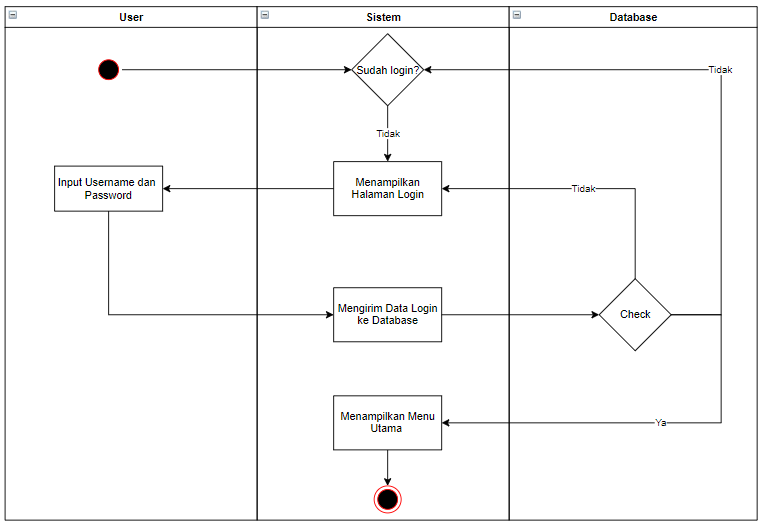 User
Sistem
Database
Sudah login?
Tidak
Tidak
Input Username dan
Password
Menampilkan
Halaman Login
Tidak
Mengirim Data Login
ke Database
Check
Menampilkan Menu
Utama
Ya